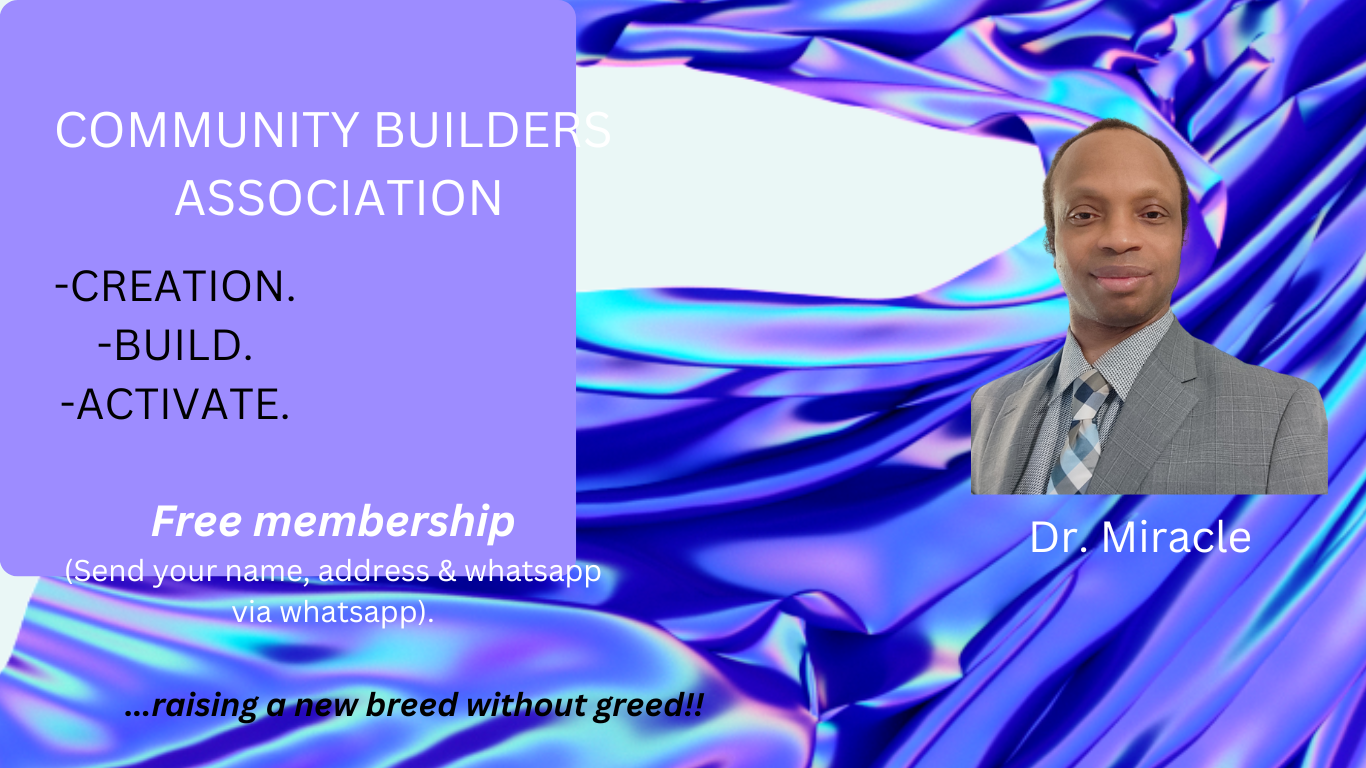 COMMUNITY BUILDERS
ASSOCIATION
-CREATION.
-BUILD.
-ACTIVATE.
Free membership
(Send your name, address & whatsapp
via whatsapp).
...raising a new breed without greed!!
Dr. Miracle